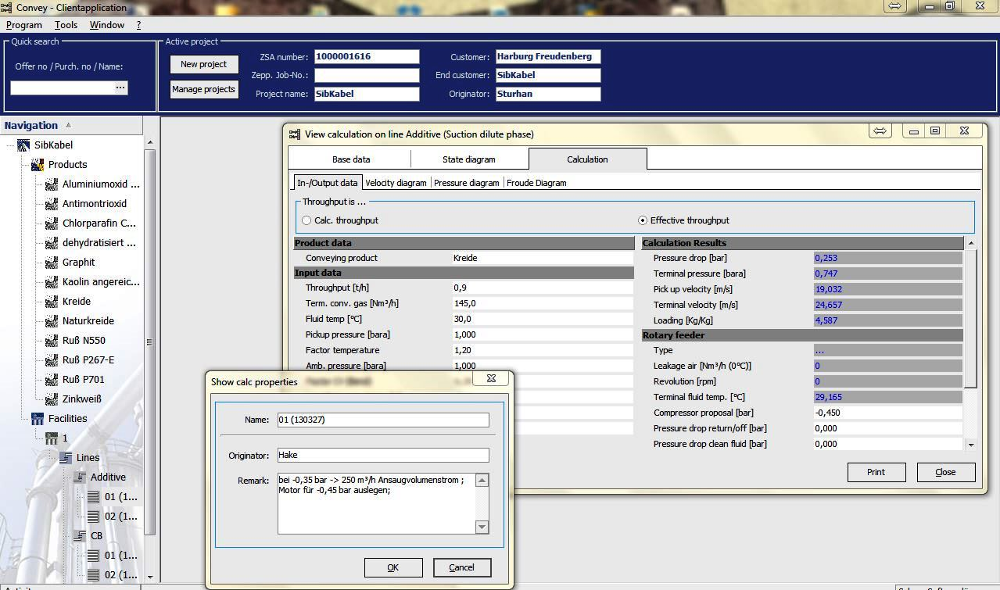 Convey - Clientapplication
Program Tools Window ?
Quick search
Offer no / Purch. no / Name:
...
Active project
New project
Manage projects
ZSA number: 1000001616
Zepp. Job-No.:
Project name: SibKabel
Customer: Harburg Freudenberg
End customer: SibKabel
Originator: Sturhan
Navigation
SibKabel
Products
Aluminiumoxid ...
Antimontrioxid
Chlorparafin C...
dehydratisiert ...
Graphit
Kaolin angereic...
Kreide
Naturkreide
Ruß N550
Ruß P267-E
Ruß P701
Zinkweiß
Facilities
1
Lines
Additive
01 (1...
02 (1...
CB
01 (1...
02 (1...
View calculation on line Additive (Suction dilute phase)
Base data State diagram Calculation
In-/Output data Velocity diagram Pressure diagram Froude Diagram
Throughput is ...
Calc. throughput Effective throughput
Product data
Conveying product Kreide
Input data
Throughput [t/h] 0,9
Term. conv. gas [Nm³/h] 145,0
Fluid temp [°C] 30,0
Pickup pressure [bara] 1,000
Factor temperature 1,20
Amb. pressure [bara] 1,000
Calculation Results
Pressure drop [bar] 0,253
Terminal pressure [bara] 0,747
Pick up velocity [m/s] 19,032
Terminal velocity [m/s] 24,657
Loading [Kg/Kg] 4,587
Rotary feeder
Type ...
Leakage air [Nm³/h (0°C)] 0
Revolution [rpm] 0
Terminal fluid temp. [°C] 29,165
Compressor proposal [bar] -0,450
Pressure drop return/off [bar] 0,000
Pressure drop clean fluid [bar] 0,000
Print Close
Show calc properties
Name: 01 (130327)
Originator: Hake
Remark: bei -0,35 bar -> 250 m³/h Ansaugvolumenstrom ;
Motor für -0,45 bar auslegen;
OK Cancel